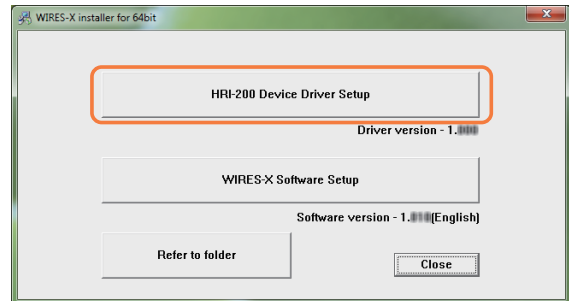 WIRES-X installer for 64bit
HRI-200 Device Driver Setup
Driver version - 1.
WIRES-X Software Setup
Software version - 1. (English)
Refer to folder
Close